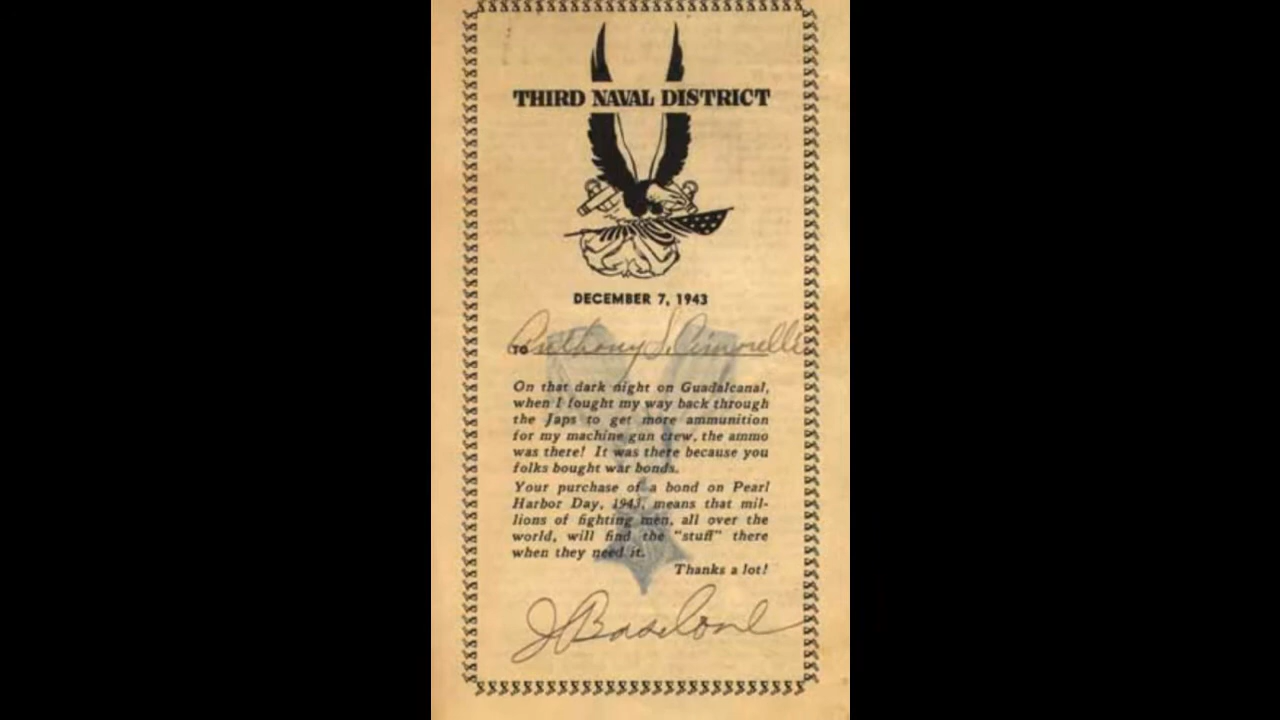 THIRD NAVAL DISTRICT
DECEMBER 7, 1943
TO Anthony S. Cimorelli
On that dark night on Guadalcanal,
when I fought my way back through
the Japs to get more ammunition
for my machine gun crew, the ammo
was there! It was there because you
folks bought war bonds.
Your purchase of a bond on Pearl
Harbor Day, 1943, means that mil-
lions of fighting men, all over the
world, will find the "stuff" there
when they need it.
Thanks a lot!
J Basilone